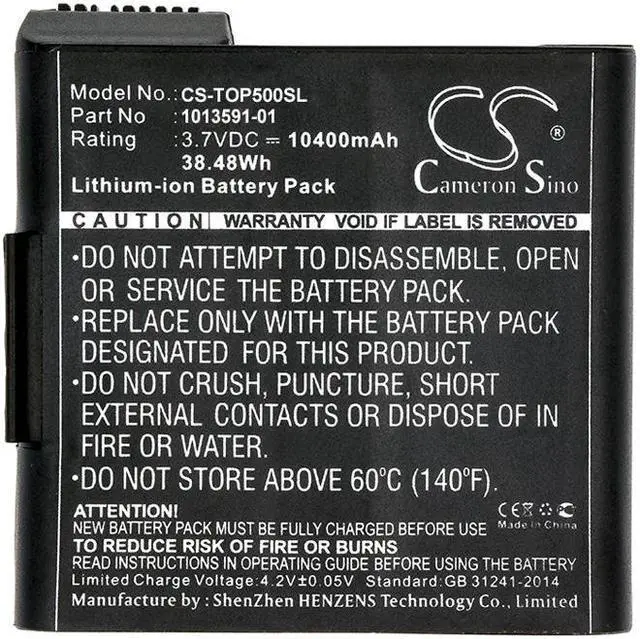 Model No.: CS-TOP500SL
Part No : 1013591-01
Rating : 3.7VDC ⎓ 10400mAh
38.48Wh
Lithium-ion Battery Pack
CS ®
Cameron Sino
CAUTION WARRANTY VOID IF LABEL IS REMOVED
•DO NOT ATTEMPT TO DISASSEMBLE, OPEN
OR SERVICE THE BATTERY PACK.
•REPLACE ONLY WITH THE BATTERY PACK
DESIGNATED FOR THIS PRODUCT.
•DO NOT CRUSH, PUNCTURE, SHORT
EXTERNAL CONTACTS OR DISPOSE OF IN
FIRE OR WATER.
•DO NOT STORE ABOVE 60℃ (140℉).
ATTENTION!
NEW BATTERY PACK MUST BE FULLY CHARGED BEFORE USE
TO REDUCE RISK OF FIRE OR BURNS
READ INSTRUCTIONS IN OPERATING GUIDE BEFORE USING THE BATTERY
CE
Made in China
Limited Charge Voltage:4.2V±0.05V Standard:GB 31241-2014
Manufacture by : ShenZhen HENZENS Technology Co., Limited